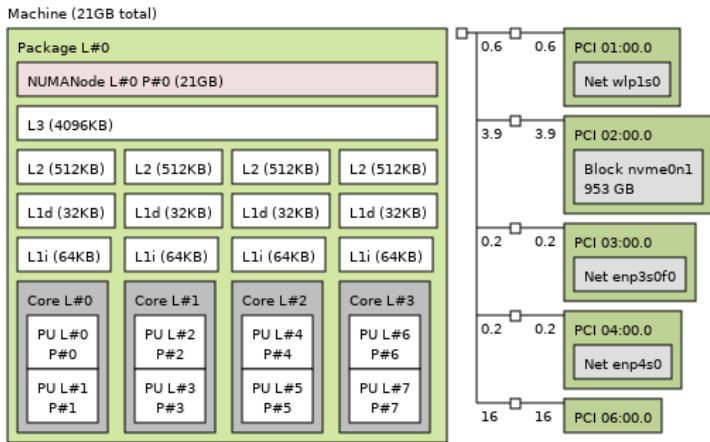 Machine (21GB total)
Package L#0
NUMANode L#0 P#0 (21GB)
L3 (4096KB)
L2 (512KB) L2 (512KB) L2 (512KB) L2 (512KB)
L1d (32KB) L1d (32KB) L1d (32KB) L1d (32KB)
L1i (64KB) L1i (64KB) L1i (64KB) L1i (64KB)
Core L#0 Core L#1 Core L#2 Core L#3
PU L#0 PU L#2 PU L#4 PU L#6
P#0 P#2 P#4 P#6
PU L#1 PU L#3 PU L#5 PU L#7
P#1 P#3 P#5 P#7
0.6 0.6 PCI 01:00.0
Net wlp1s0
3.9 3.9 PCI 02:00.0
Block nvme0n1
953 GB
0.2 0.2 PCI 03:00.0
Net enp3s0f0
0.2 0.2 PCI 04:00.0
Net enp4s0
16 16 PCI 06:00.0